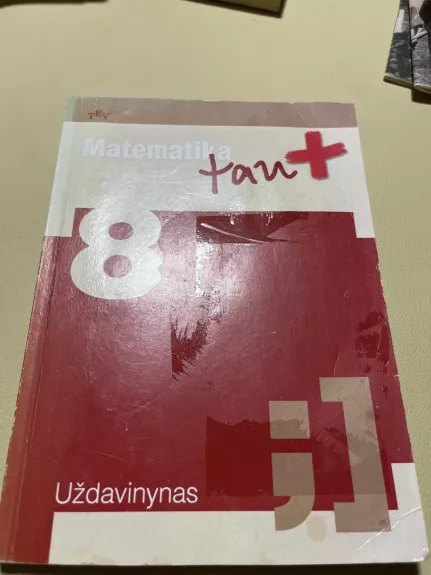 TEV
Matematika
tau+
8
;]
Uždavinynas